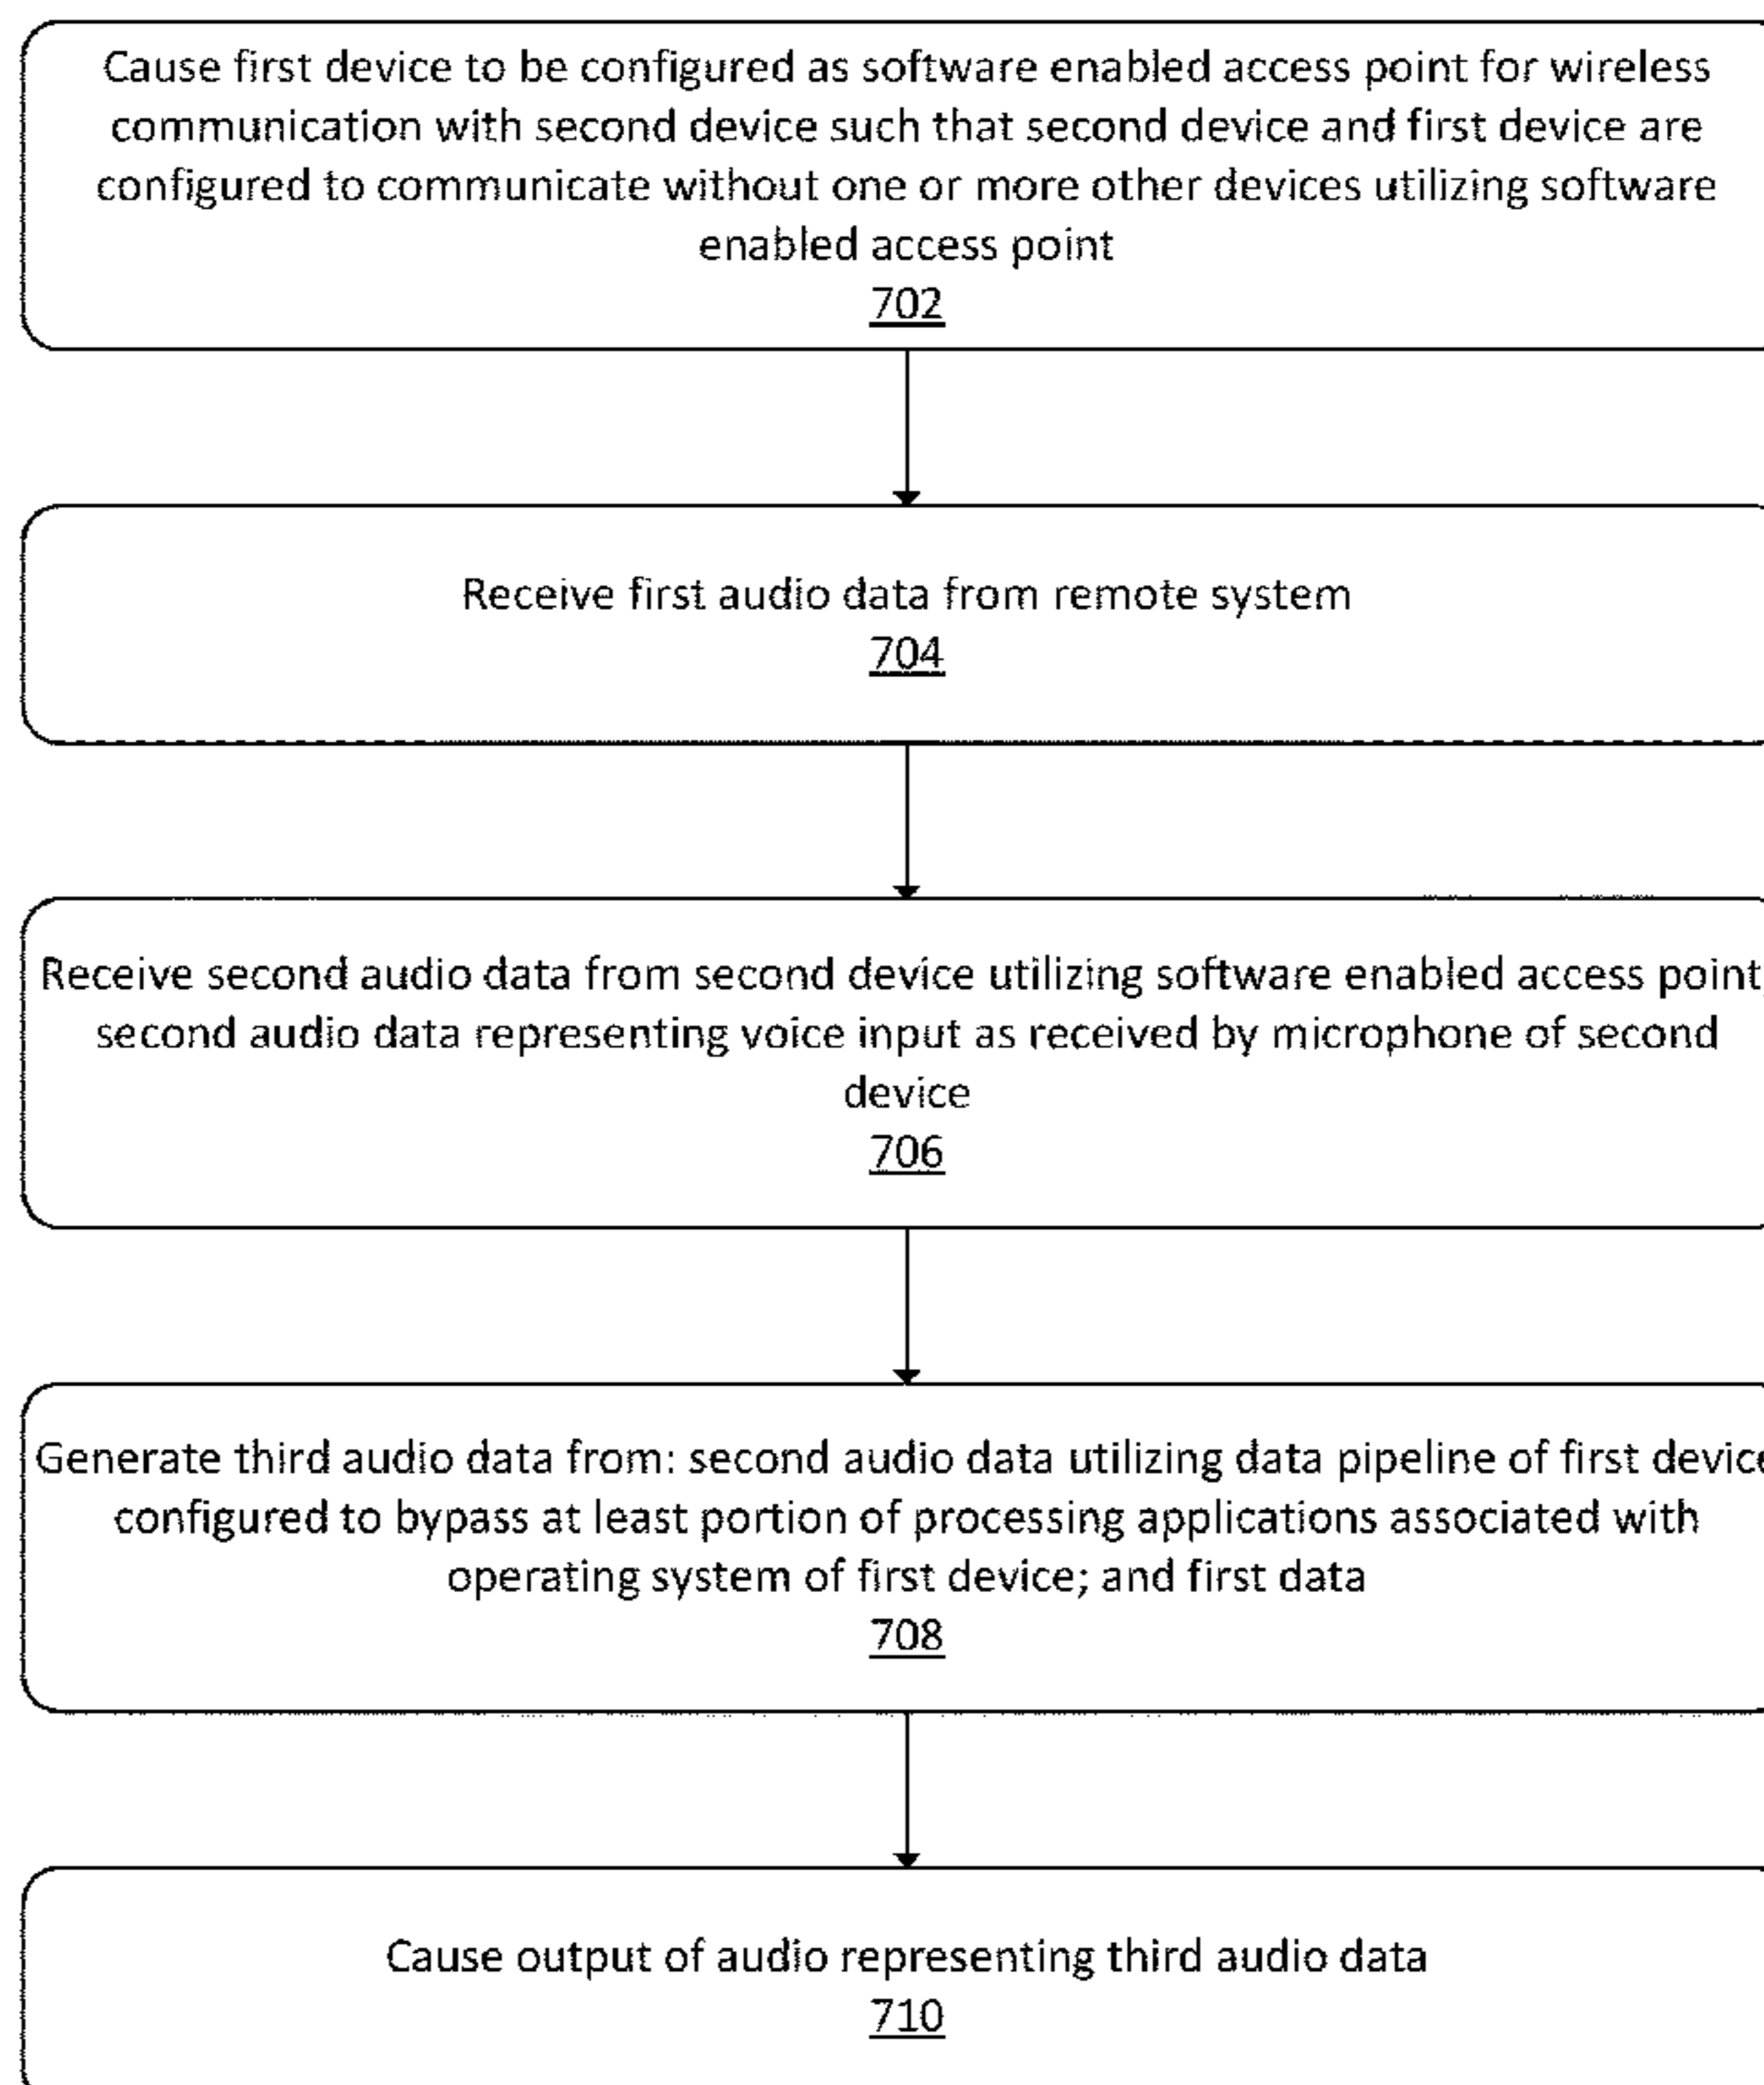 Cause first device to be configured as software enabled access point for wireless
communication with second device such that second device and first device are
configured to communicate without one or more other devices utilizing software
enabled access point
702
Receive first audio data from remote system
704
Receive second audio data from second device utilizing software enabled access point,
second audio data representing voice input as received by microphone of second
device
706
Generate third audio data from: second audio data utilizing data pipeline of first device
configured to bypass at least portion of processing applications associated with
operating system of first device; and first data
708
Cause output of audio representing third audio data
710